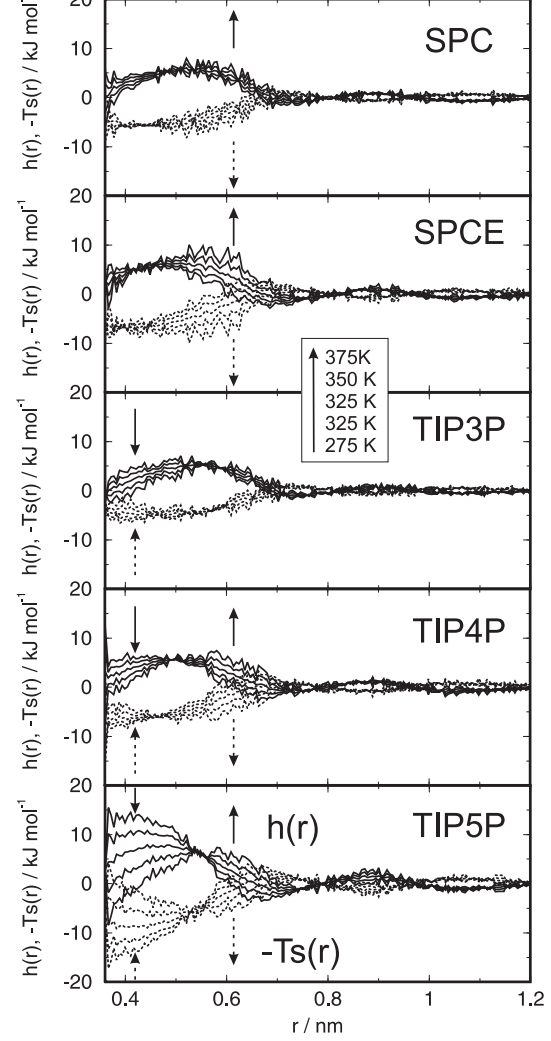 20
10
0
-10
20
10
0
-10
20
10
0
-10
20
10
0
-10
20
10
0
-10
-20
h(r), -Ts(r) / kJ mol⁻¹
h(r), -Ts(r) / kJ mol⁻¹
h(r), -Ts(r) / kJ mol⁻¹
h(r), -Ts(r) / kJ mol⁻¹
h(r), -Ts(r) / kJ mol⁻¹
SPC
SPCE
375K
350 K
325 K
325 K
275 K
TIP3P
TIP4P
TIP5P
h(r)
-Ts(r)
0.4 0.6 0.8 1 1.2
r / nm